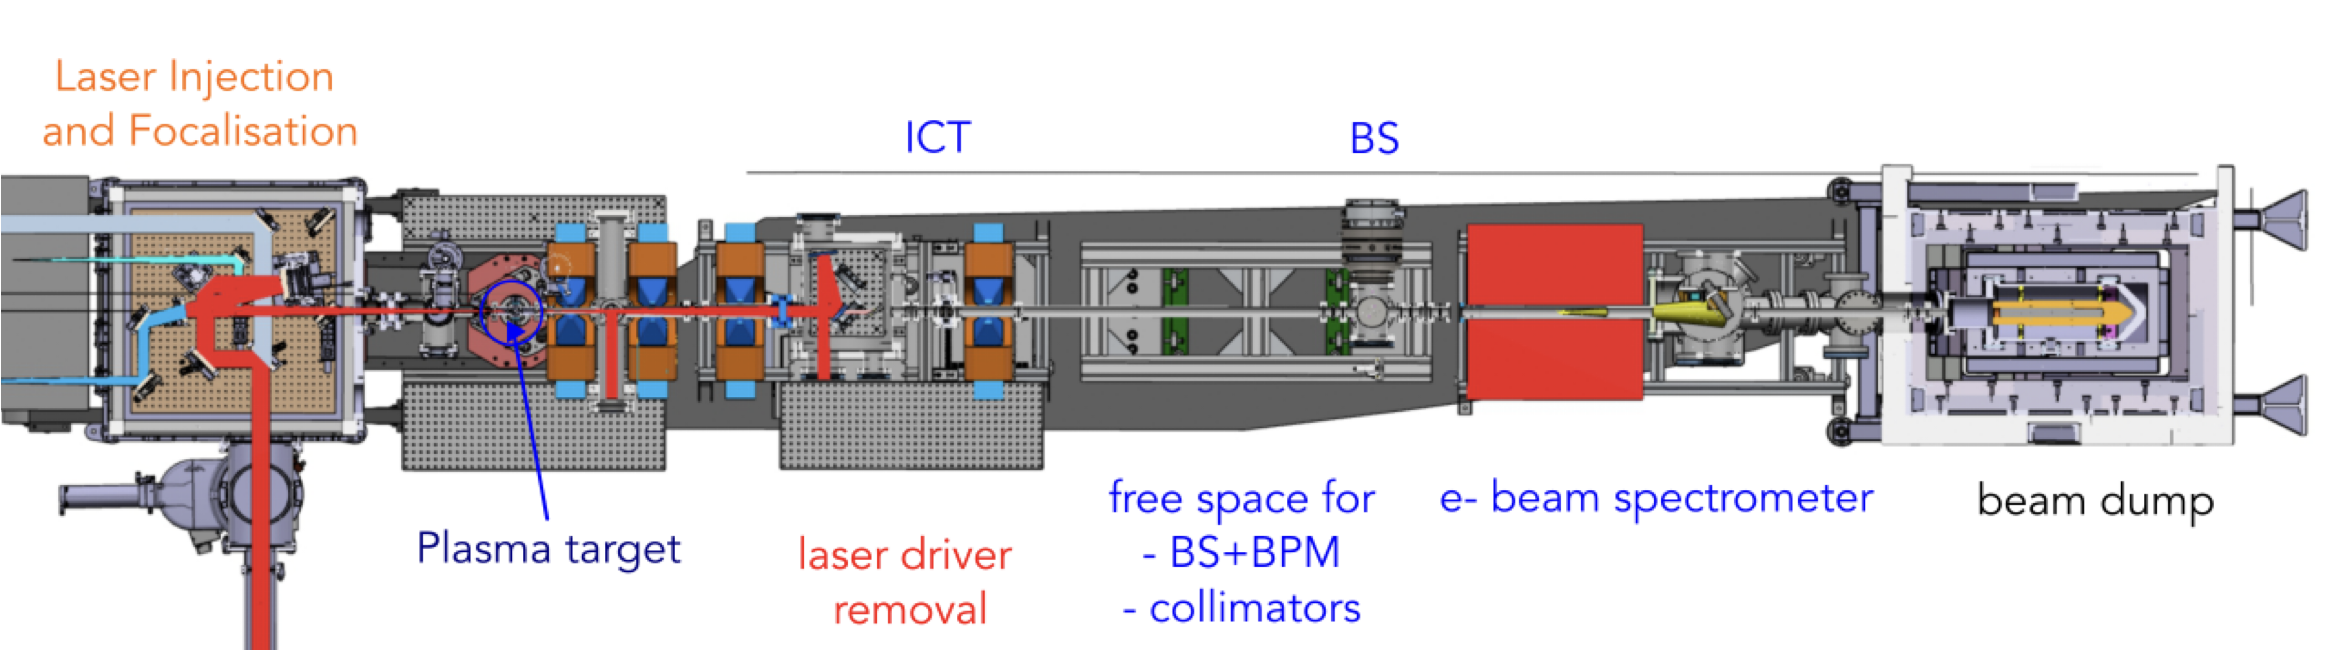 Laser Injection
and Focalisation
ICT
BS
Plasma target
laser driver
removal
free space for
- BS+BPM
- collimators
e- beam spectrometer
beam dump